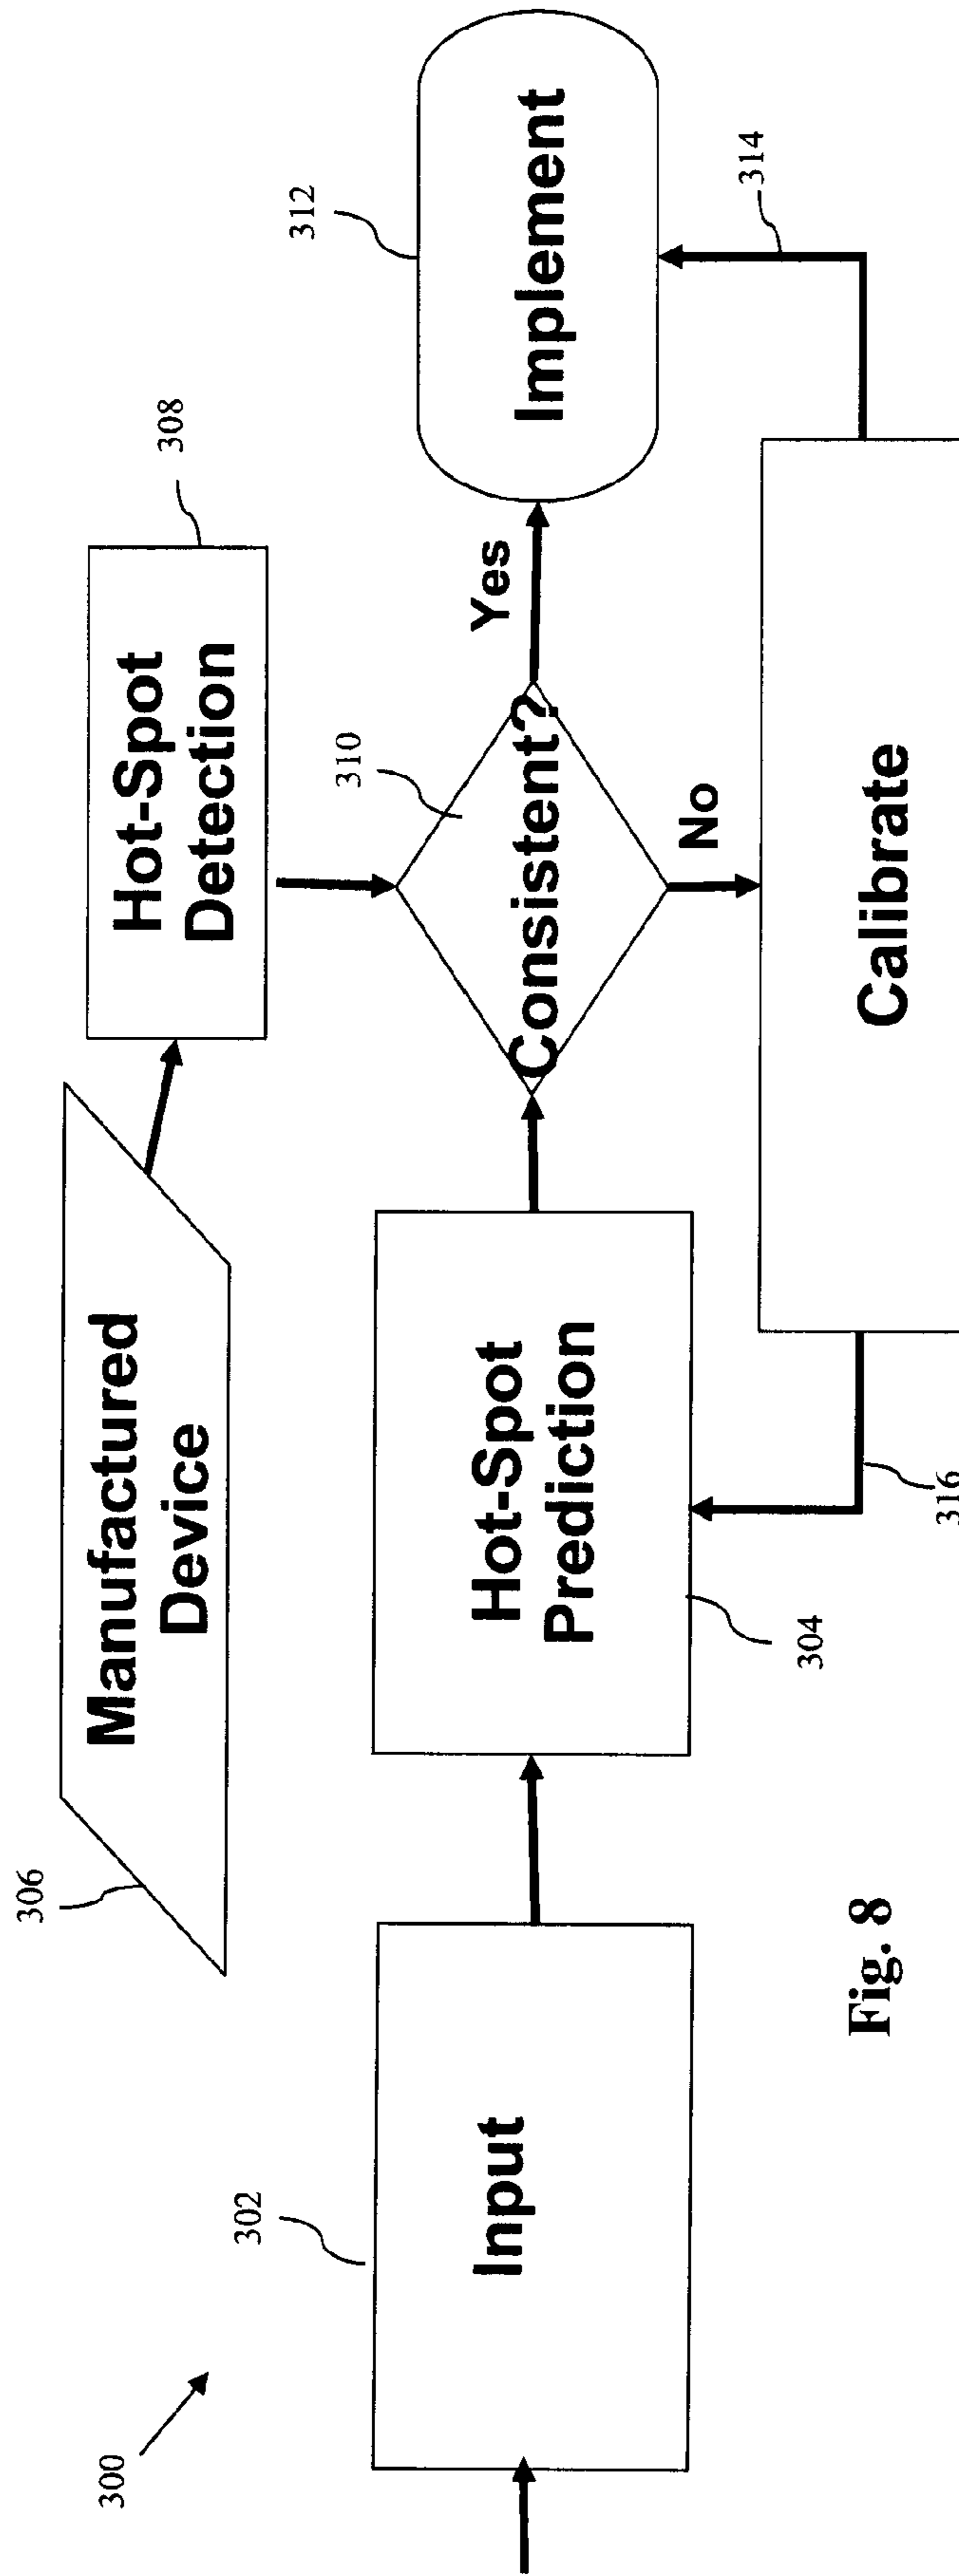 300
306
Manufactured
Device
Hot-Spot
Detection
308
302
Input
Hot-Spot
Prediction
304
310
Consistent?
Yes
312
Implement
No
314
Calibrate
316
Fig. 8